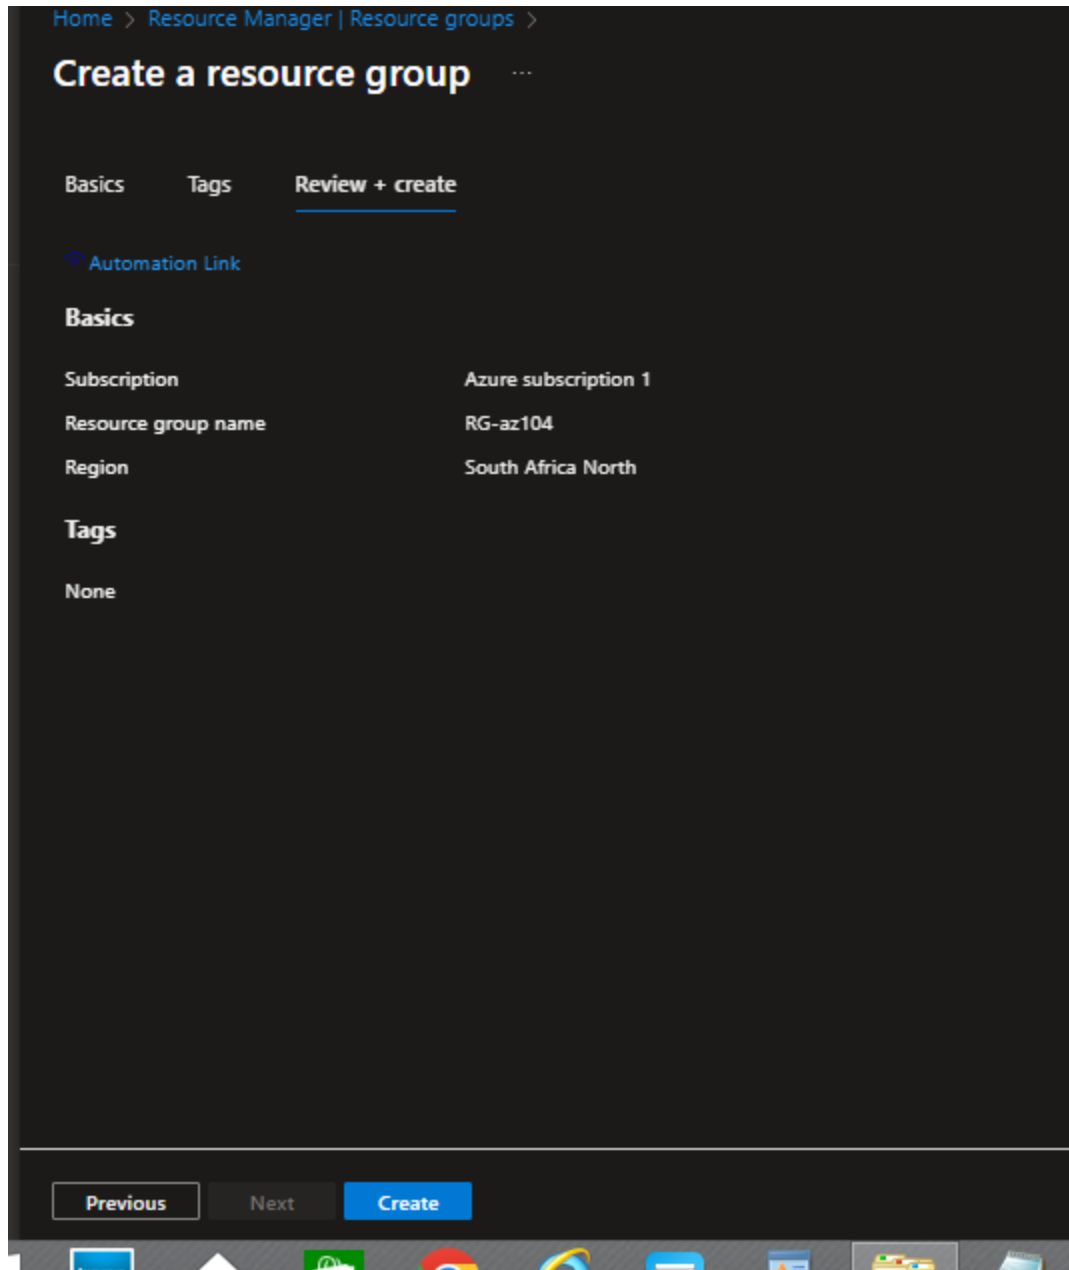 Home > Resource Manager | Resource groups >
Create a resource group ...
Basics Tags Review + create
Automation Link
Basics
Subscription Azure subscription 1
Resource group name RG-az104
Region South Africa North
Tags
None
Previous Next Create